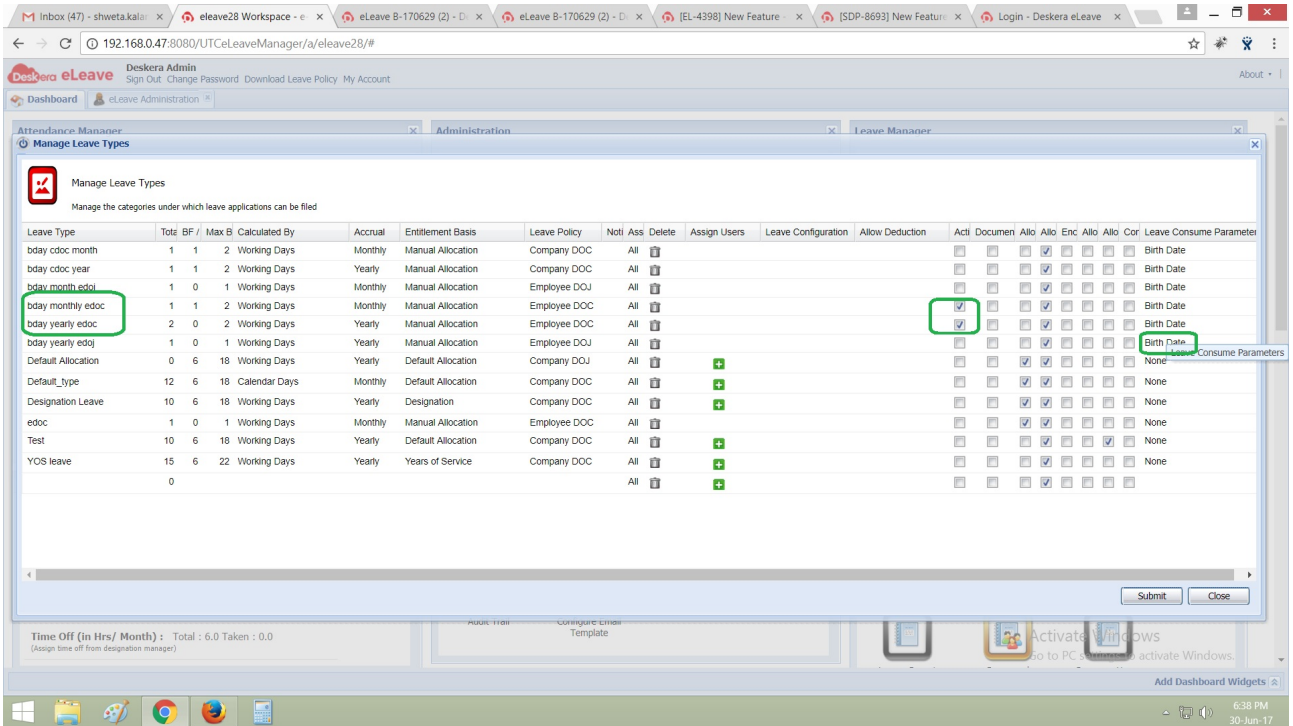 Inbox (47) - shweta.kalar eleave28 Workspace - e eLeave B-170629 (2) - D eLeave B-170629 (2) - D [EL-4398] New Feature - [SDP-8693] New Feature Login - Deskera eLeave
192.168.0.47:8080/UTCeLeaveManager/a/eleave28/#
Deskera eLeave Deskera Admin About
Sign Out Change Password Download Leave Policy My Account
Dashboard eLeave Administration
Attendance Manager Administration Leave Manager
Manage Leave Types
Manage Leave Types
Manage the categories under which leave applications can be filed
Leave Type Tota BF / Max B Calculated By Accrual Entitlement Basis Leave Policy Noti Ass Delete Assign Users Leave Configuration Allow Deduction Acti Documen Allo Allo Enc Allo Allo Cor Leave Consume Parameter
bday cdoc month 1 1 2 Working Days Monthly Manual Allocation Company DOC All Birth Date
bday cdoc year 1 1 2 Working Days Yearly Manual Allocation Company DOC All Birth Date
bday month edoj 1 0 1 Working Days Monthly Manual Allocation Employee DOJ All Birth Date
bday monthly edoc 1 1 2 Working Days Monthly Manual Allocation Employee DOC All Birth Date
bday yearly edoc 2 0 2 Working Days Yearly Manual Allocation Employee DOC All Birth Date
bday yearly edoj 1 0 1 Working Days Yearly Manual Allocation Employee DOJ All Birth Date
Leave Consume Parameters
Default Allocation 0 6 18 Working Days Yearly Default Allocation Company DOJ All None
Default_type 12 6 18 Calendar Days Monthly Default Allocation Company DOC All None
Designation Leave 10 6 18 Working Days Yearly Designation Company DOC All None
edoc 1 0 1 Working Days Monthly Manual Allocation Employee DOC All None
Test 10 6 18 Working Days Yearly Default Allocation Company DOC All None
YOS leave 15 6 22 Working Days Yearly Years of Service Company DOC All None
0 All
Submit Close
Audit Trail Configure Email
Template
Time Off (in Hrs/ Month) : Total : 6.0 Taken : 0.0
(Assign time off from designation manager)
Activate Windows
Go to PC settings to activate Windows.
Add Dashboard Widgets
6:38 PM
30-Jun-17